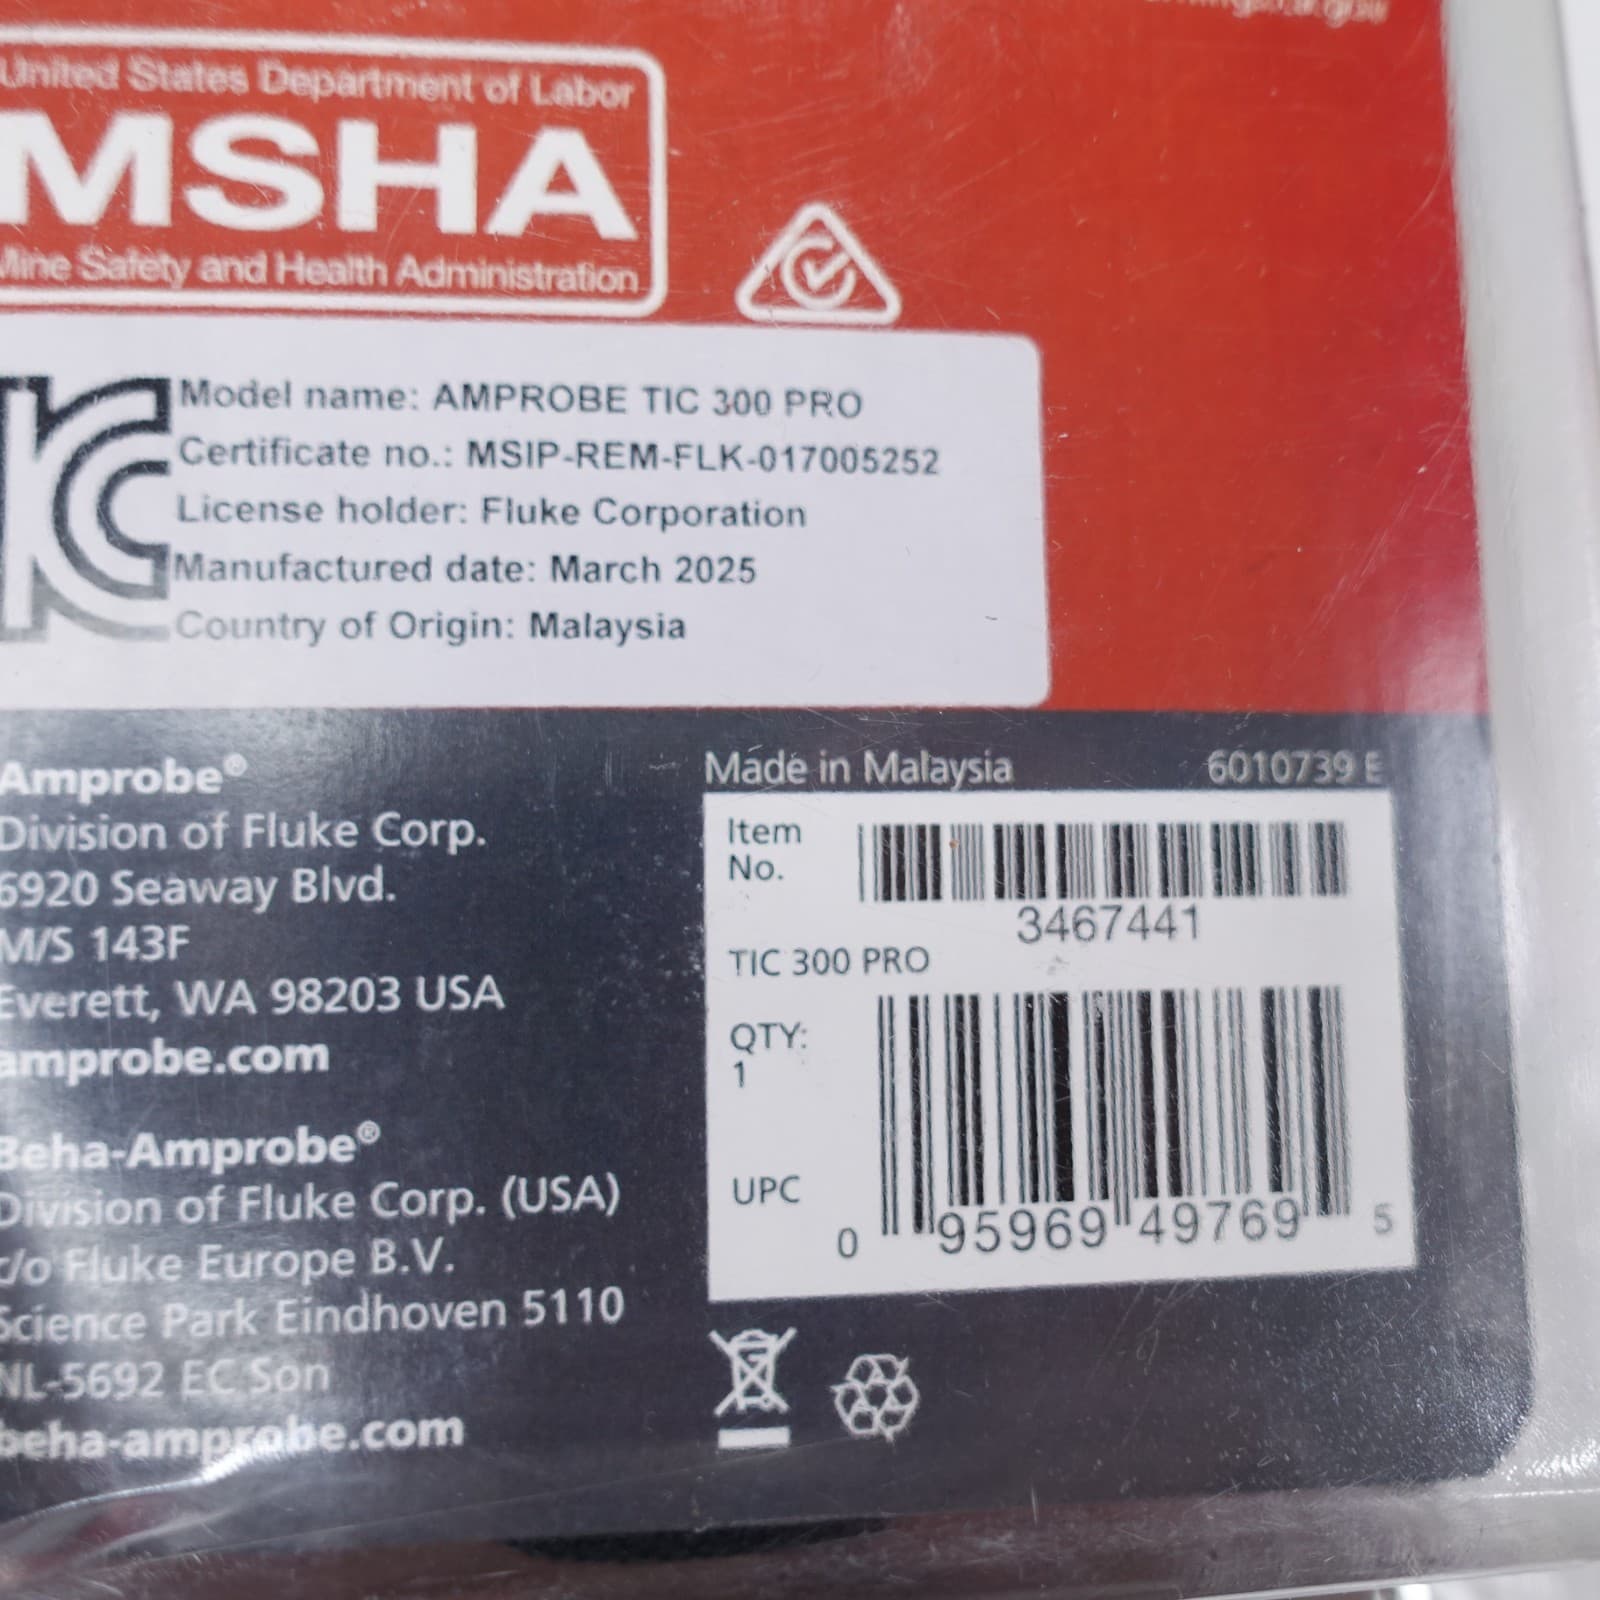 United States Department of Labor
MSHA
Mine Safety and Health Administration
Model name: AMPROBE TIC 300 PRO
Certificate no.: MSIP-REM-FLK-017005252
License holder: Fluke Corporation
Manufactured date: March 2025
Country of Origin: Malaysia
Amprobe®
Division of Fluke Corp.
6920 Seaway Blvd.
M/S 143F
Everett, WA 98203 USA
amprobe.com
Beha-Amprobe®
Division of Fluke Corp. (USA)
c/o Fluke Europe B.V.
Science Park Eindhoven 5110
NL-5692 EC Son
beha-amprobe.com
Made in Malaysia 6010739 E
Item
No.
3467441
TIC 300 PRO
QTY:
1
UPC
0 95969 49769 5